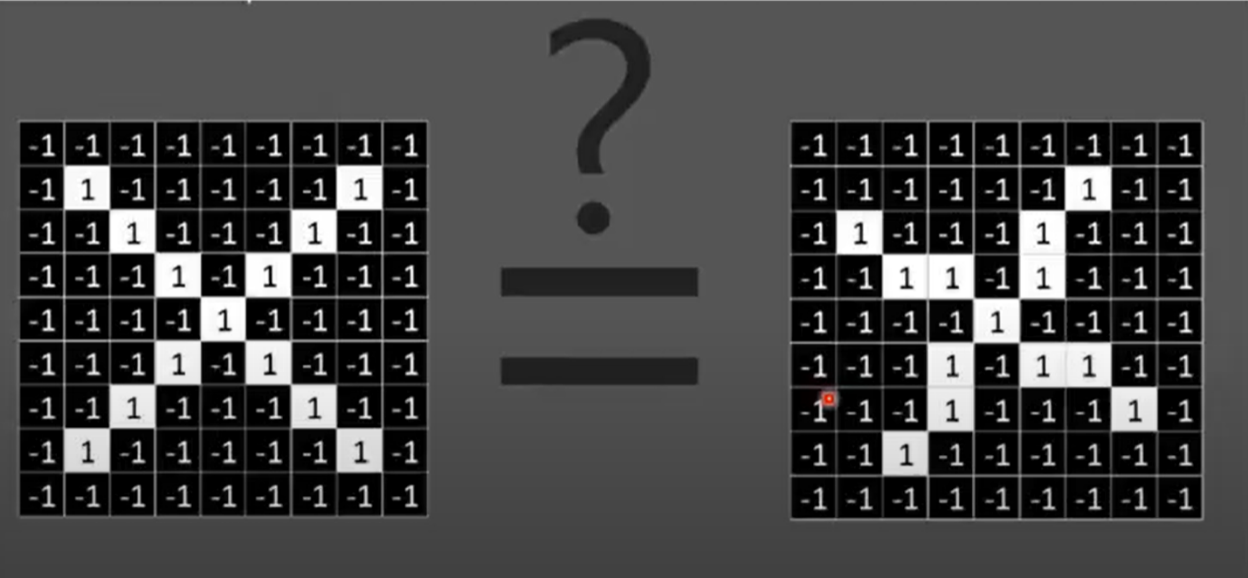 ?
-1 -1 -1 -1 -1 -1 -1 -1 -1
-1 1 -1 -1 -1 -1 -1 1 -1
-1 -1 1 -1 -1 -1 1 -1 -1
-1 -1 -1 1 -1 1 -1 -1 -1
-1 -1 -1 -1 1 -1 -1 -1 -1
-1 -1 -1 1 -1 1 -1 -1 -1
-1 -1 1 -1 -1 -1 1 -1 -1
-1 1 -1 -1 -1 -1 -1 1 -1
-1 -1 -1 -1 -1 -1 -1 -1 -1
=
-1 -1 -1 -1 -1 -1 -1 -1 -1
-1 -1 -1 -1 -1 -1 1 -1 -1
-1 1 -1 -1 -1 1 -1 -1 -1
-1 -1 1 1 -1 1 -1 -1 -1
-1 -1 -1 -1 1 -1 -1 -1 -1
-1 -1 -1 1 -1 1 1 -1 -1
-1 -1 -1 1 -1 -1 -1 1 -1
-1 -1 1 -1 -1 -1 -1 -1 -1
-1 -1 -1 -1 -1 -1 -1 -1 -1